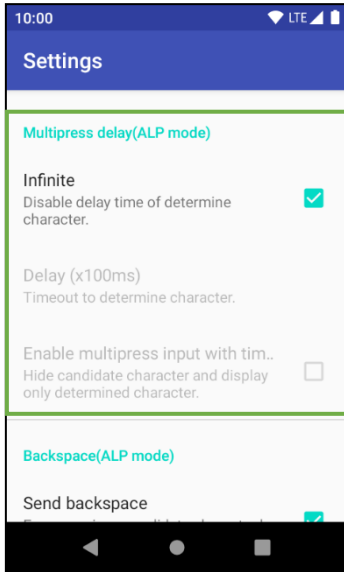 10:00
LTE
Settings
Multipress delay(ALP mode)
Infinite
Disable delay time of determine
character.
Delay (x100ms)
Timeout to determine character.
Enable multipress input with tim..
Hide candidate character and display
only determined character.
Backspace(ALP mode)
Send backspace